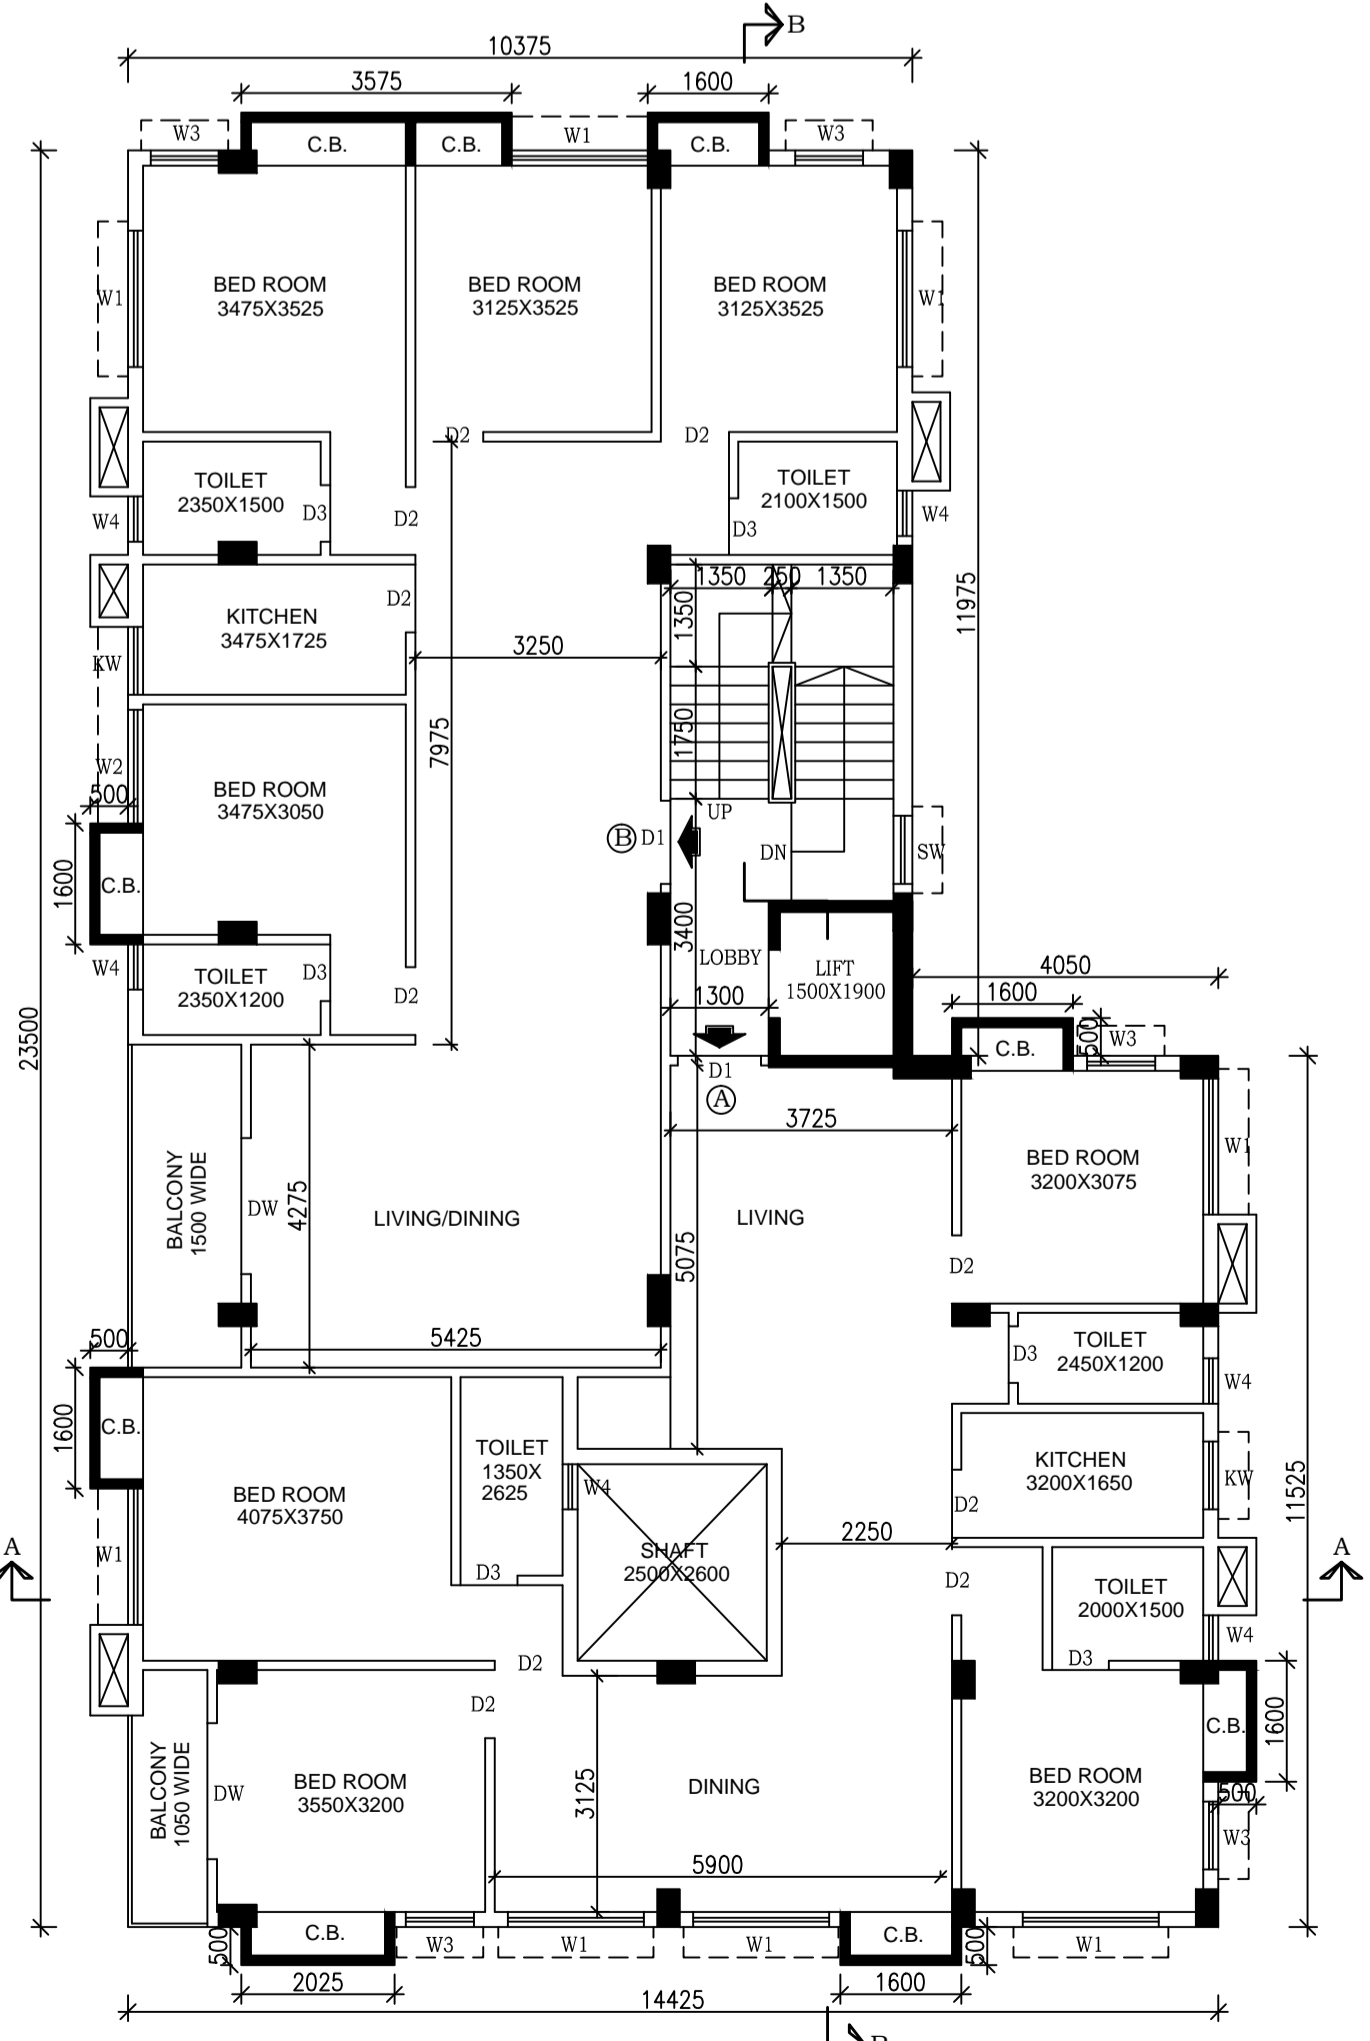 B
10375
3575
1600
W3
C.B.
C.B.
W1
C.B.
W3
W1
BED ROOM
3475X3525
BED ROOM
3125X3525
BED ROOM
3125X3525
W1
D2
D2
TOILET
2350X1500
D3
D2
W4
TOILET
2100X1500
D3
W4
1350
250
1350
1350
11975
KITCHEN
3475X1725
D2
KW
3250
7975
1750
W2
500
BED ROOM
3475X3050
1600
C.B.
UP
B
D1
DN
SW
3400
LOBBY
LIFT
1500X1900
1300
4050
1600
W4
TOILET
2350X1200
D3
D2
23500
C.B.
500
W3
D1
A
3725
BED ROOM
3200X3075
W1
BALCONY
1500 WIDE
DW
4275
LIVING/DINING
LIVING
5075
D2
500
5425
TOILET
2450X1200
D3
W4
1600
C.B.
TOILET
1350X
2625
W4
KITCHEN
3200X1650
D2
KW
11525
BED ROOM
4075X3750
A
W1
SHAFT
2500X2600
2250
A
D3
D2
TOILET
2000X1500
D3
W4
D2
D2
C.B.
1600
BALCONY
1050 WIDE
DW
BED ROOM
3550X3200
3125
DINING
BED ROOM
3200X3200
500
W3
5900
500
C.B.
W3
W1
W1
C.B.
500
W1
2025
1600
14425
B